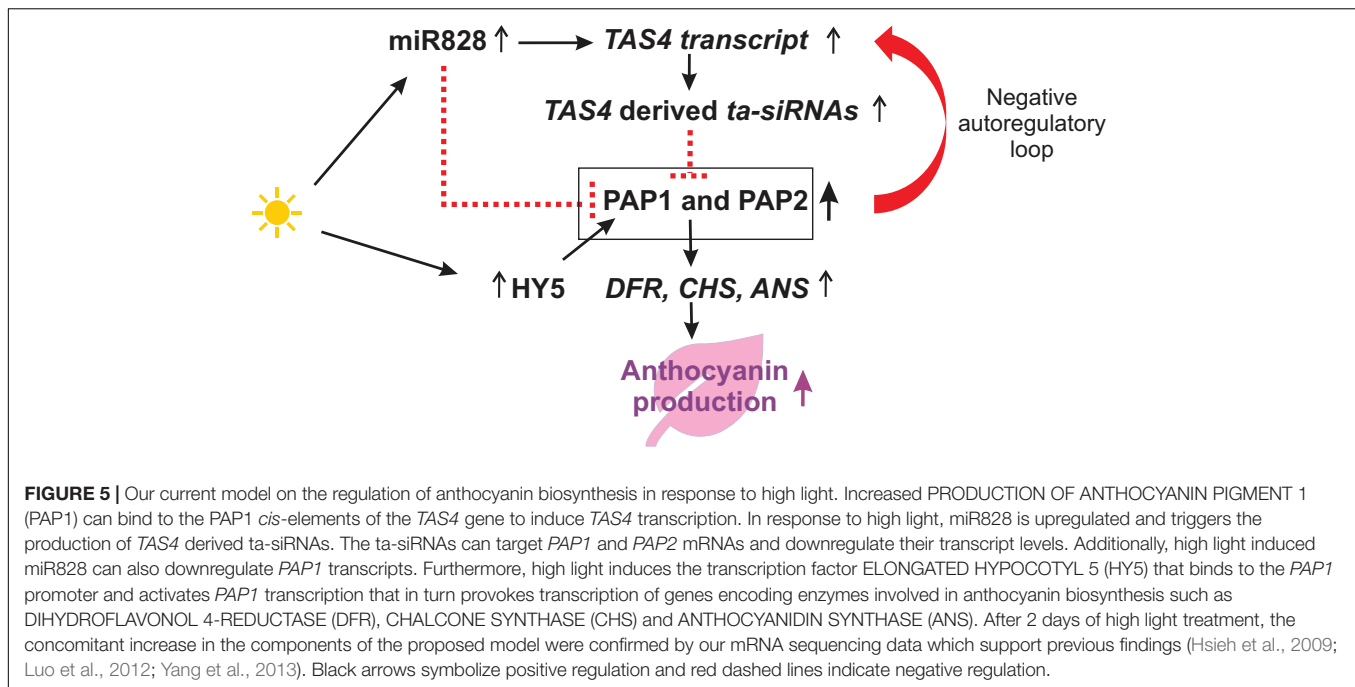 miR828 ↑ → TAS4 transcript ↑
TAS4 derived ta-siRNAs ↑
Negative
autoregulatory
loop
PAP1 and PAP2 ↑
↑HY5
DFR, CHS, ANS ↑
Anthocyanin
production ↑
FIGURE 5 | Our current model on the regulation of anthocyanin biosynthesis in response to high light. Increased PRODUCTION OF ANTHOCYANIN PIGMENT 1
(PAP1) can bind to the PAP1 cis-elements of the TAS4 gene to induce TAS4 transcription. In response to high light, miR828 is upregulated and triggers the
production of TAS4 derived ta-siRNAs. The ta-siRNAs can target PAP1 and PAP2 mRNAs and downregulate their transcript levels. Additionally, high light induced
miR828 can also downregulate PAP1 transcripts. Furthermore, high light induces the transcription factor ELONGATED HYPOCOTYL 5 (HY5) that binds to the PAP1
promoter and activates PAP1 transcription that in turn provokes transcription of genes encoding enzymes involved in anthocyanin biosynthesis such as
DIHYDROFLAVONOL 4-REDUCTASE (DFR), CHALCONE SYNTHASE (CHS) and ANTHOCYANIDIN SYNTHASE (ANS). After 2 days of high light treatment, the
concomitant increase in the components of the proposed model were confirmed by our mRNA sequencing data which support previous findings (Hsieh et al., 2009;
Luo et al., 2012; Yang et al., 2013). Black arrows symbolize positive regulation and red dashed lines indicate negative regulation.